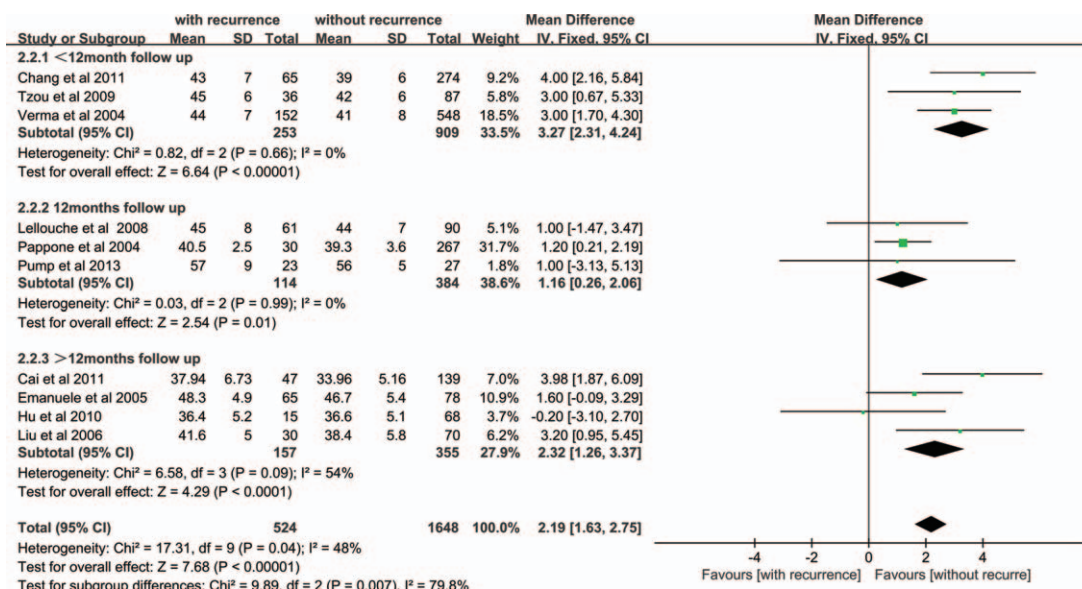 with recurrence without recurrence Mean Difference Mean Difference
Study or Subgroup Mean SD Total Mean SD Total Weight IV, Fixed, 95% CI IV, Fixed, 95% CI
2.2.1 <12month follow up
Chang et al 2011 43 7 65 39 6 274 9.2% 4.00 [2.16, 5.84]
Tzou et al 2009 45 6 36 42 6 87 5.8% 3.00 [0.67, 5.33]
Verma et al 2004 44 7 152 41 8 548 18.5% 3.00 [1.70, 4.30]
Subtotal (95% CI) 253 909 33.5% 3.27 [2.31, 4.24]
Heterogeneity: Chi² = 0.82, df = 2 (P = 0.66); I² = 0%
Test for overall effect: Z = 6.64 (P < 0.00001)
2.2.2 12months follow up
Lellouche et al 2008 45 8 61 44 7 90 5.1% 1.00 [-1.47, 3.47]
Pappone et al 2004 40.5 2.5 30 39.3 3.6 267 31.7% 1.20 [0.21, 2.19]
Pump et al 2013 57 9 23 56 5 27 1.8% 1.00 [-3.13, 5.13]
Subtotal (95% CI) 114 384 38.6% 1.16 [0.26, 2.06]
Heterogeneity: Chi² = 0.03, df = 2 (P = 0.99); I² = 0%
Test for overall effect: Z = 2.54 (P = 0.01)
2.2.3 >12months follow up
Cai et al 2011 37.94 6.73 47 33.96 5.16 139 7.0% 3.98 [1.87, 6.09]
Emanuele et al 2005 48.3 4.9 65 46.7 5.4 78 10.9% 1.60 [-0.09, 3.29]
Hu et al 2010 36.4 5.2 15 36.6 5.1 68 3.7% -0.20 [-3.10, 2.70]
Liu et al 2006 41.6 5 30 38.4 5.8 70 6.2% 3.20 [0.95, 5.45]
Subtotal (95% CI) 157 355 27.9% 2.32 [1.26, 3.37]
Heterogeneity: Chi² = 6.58, df = 3 (P = 0.09); I² = 54%
Test for overall effect: Z = 4.29 (P < 0.0001)
Total (95% CI) 524 1648 100.0% 2.19 [1.63, 2.75]
Heterogeneity: Chi² = 17.31, df = 9 (P = 0.04); I² = 48%
Test for overall effect: Z = 7.68 (P < 0.00001)
Test for subgroup differences: Chi² = 9.89, df = 2 (P = 0.007), I² = 79.8%
-4 -2 0 2 4
Favours [with recurrence] Favours [without recurre]